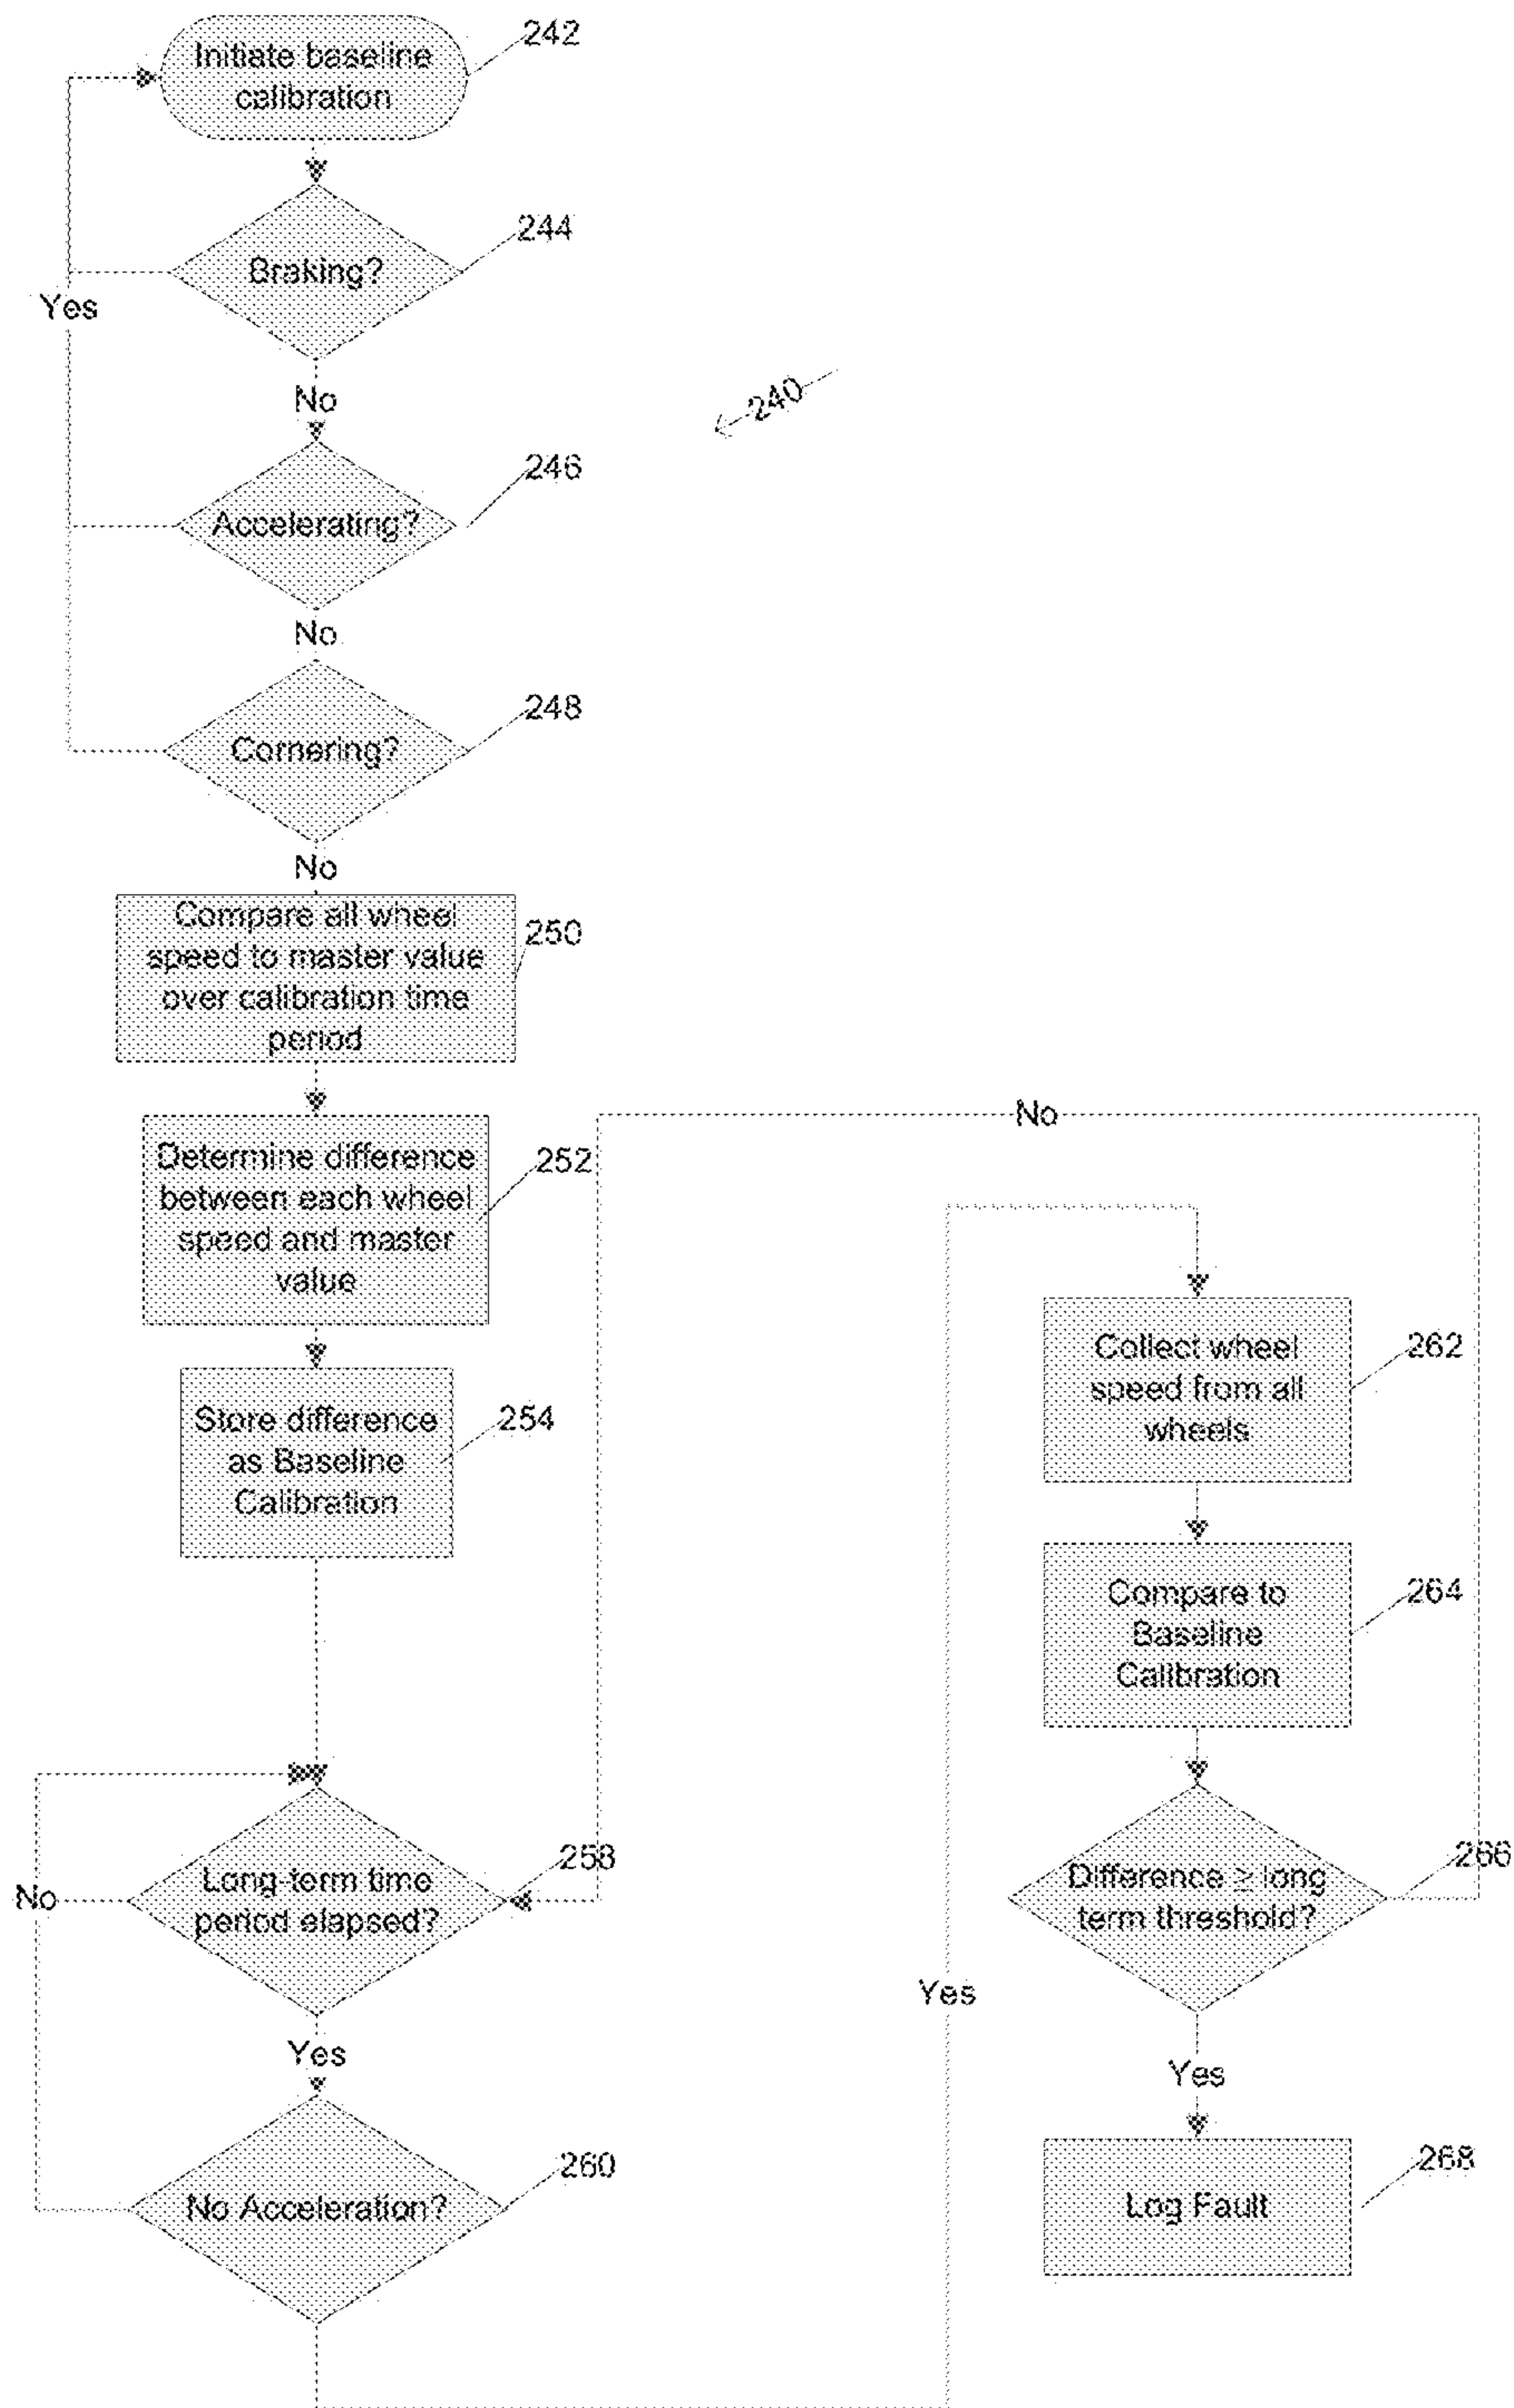 Initiate baseline
calibration
242
Braking?
244
Yes
No
240
Accelerating?
246
No
Cornering?
248
No
Compare all wheel
speed to master value
over calibration time
period
250
Determine difference
between each wheel
speed and master
value
252
Store difference
as Baseline
Calibration
254
Long-term time
period elapsed?
258
No
Yes
No Acceleration?
260
Yes
No
Collect wheel
speed from all
wheels
262
Compare to
Baseline
Calibration
264
Difference ≥ long
term threshold?
266
Yes
Log Fault
268